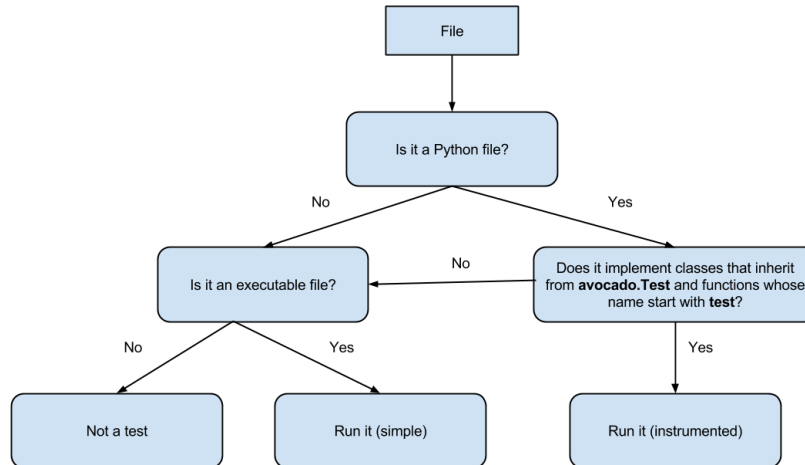 File
Is it a Python file?
No
Yes
Is it an executable file?
No
Does it implement classes that inherit
from avocado.Test and functions whose
name start with test?
No
Yes
Yes
Not a test
Run it (simple)
Run it (instrumented)